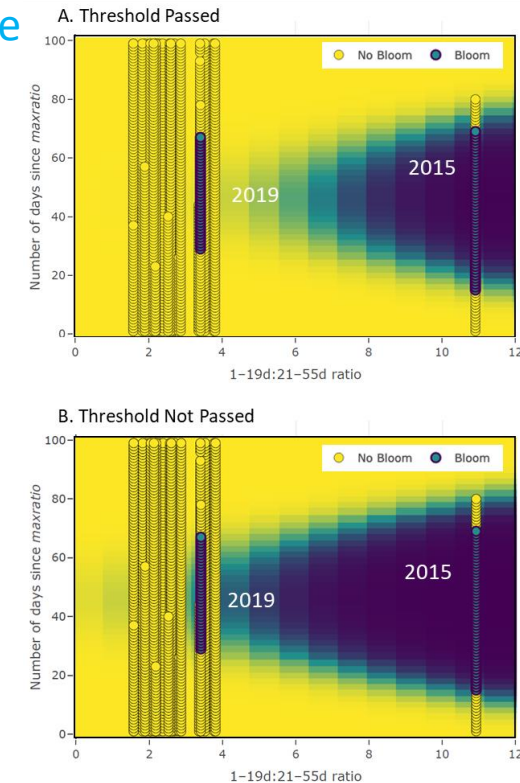 e
A. Threshold Passed
100
80
60
40
20
0
Number of days since maxratio
No Bloom
Bloom
2015
2019
0 2 4 6 8 10 12
1–19d:21–55d ratio
B. Threshold Not Passed
100
80
60
40
20
0
Number of days since maxratio
No Bloom
Bloom
2015
2019
0 2 4 6 8 10 12
1–19d:21–55d ratio